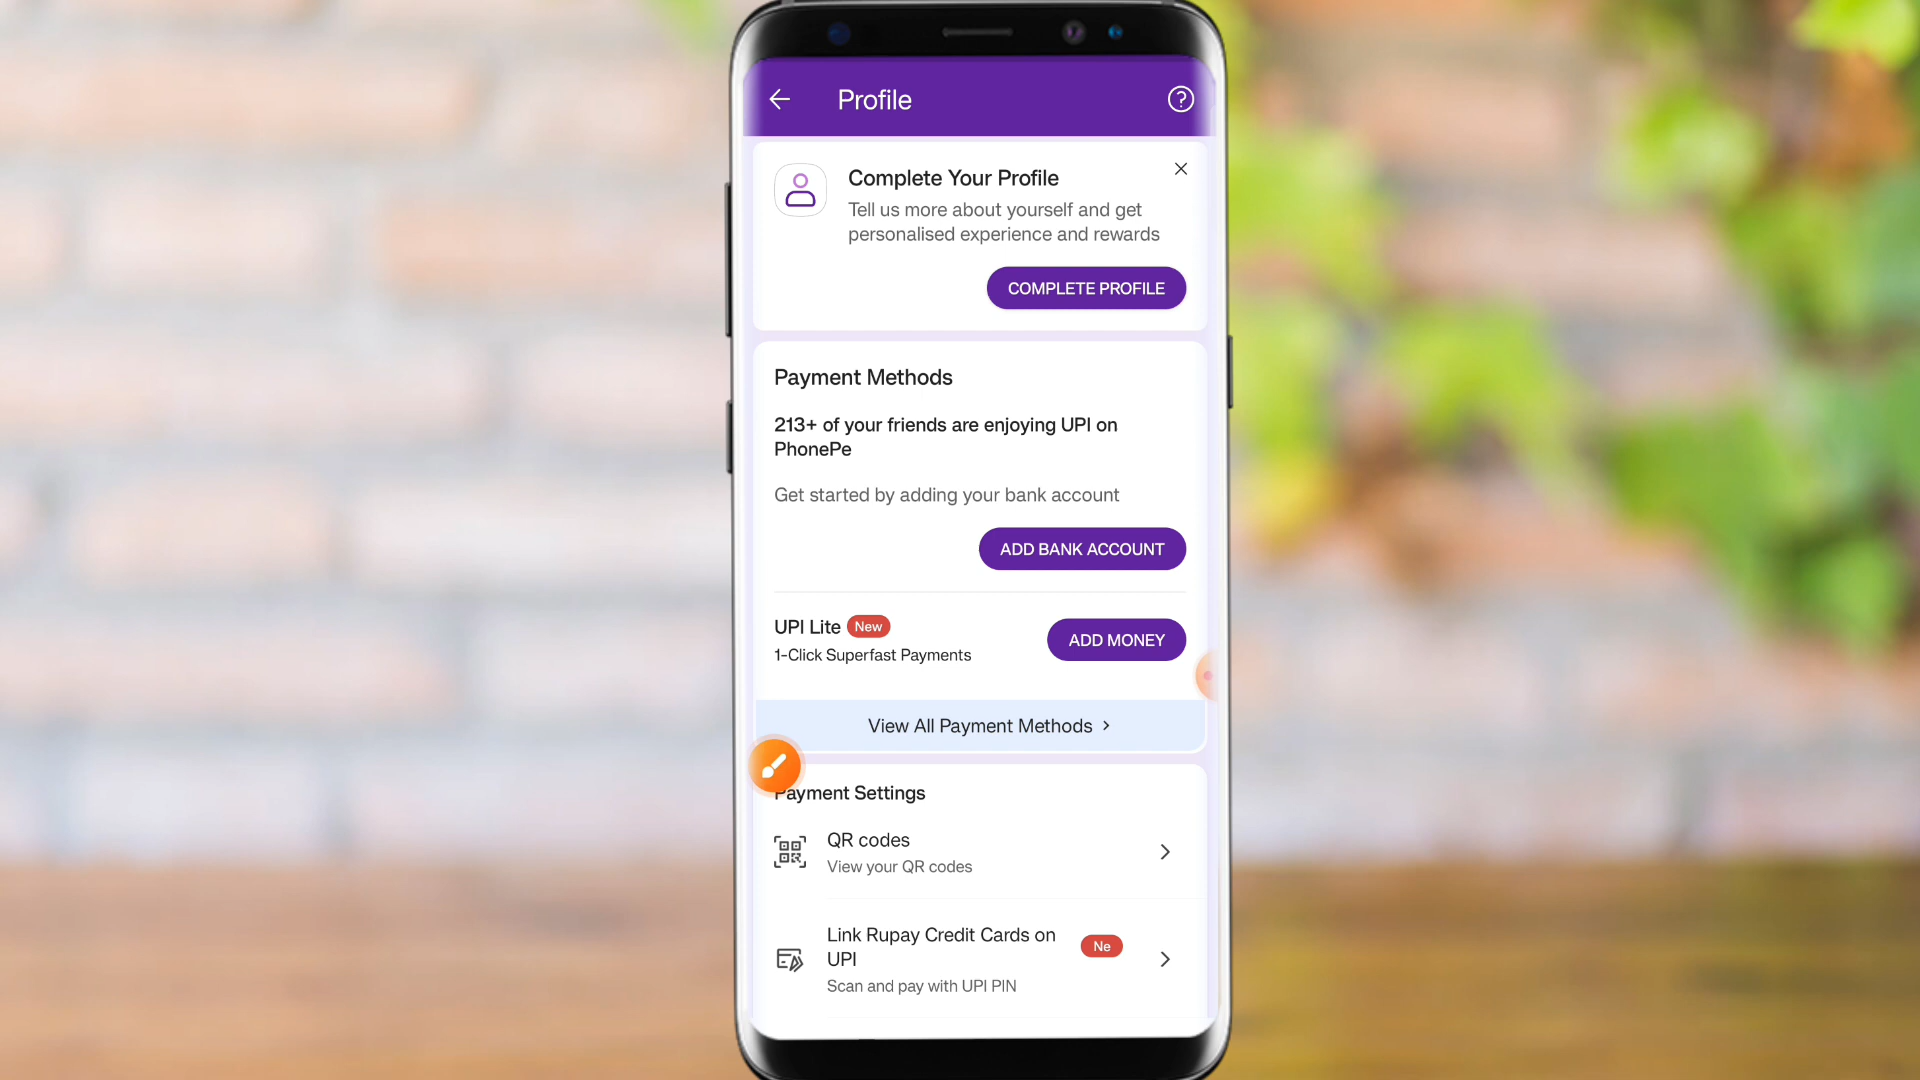 Profile
Complete Your Profile
Tell us more about yourself and get
personalised experience and rewards
COMPLETE PROFILE
Payment Methods
213+ of your friends are enjoying UPI on
PhonePe
Get started by adding your bank account
ADD BANK ACCOUNT
UPI Lite New
1-Click Superfast Payments
ADD MONEY
View All Payment Methods
Payment Settings
QR codes
View your QR codes
Link Rupay Credit Cards on
UPI
Ne
Scan and pay with UPI PIN